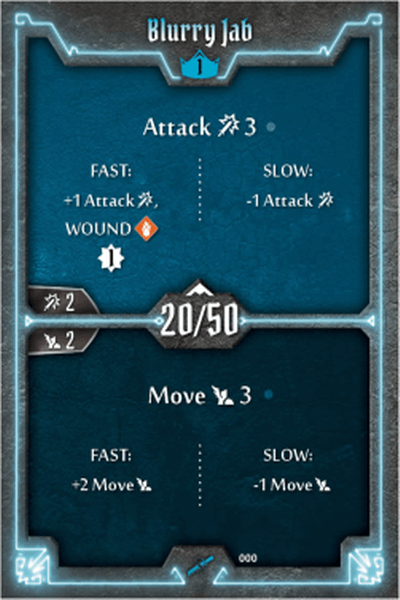 Blurry Jab
1
Attack 3
FAST:
SLOW:
+1 Attack,
-1 Attack
WOUND
1
2
20/50
2
Move 3
FAST:
SLOW:
+2 Move
-1 Move
000